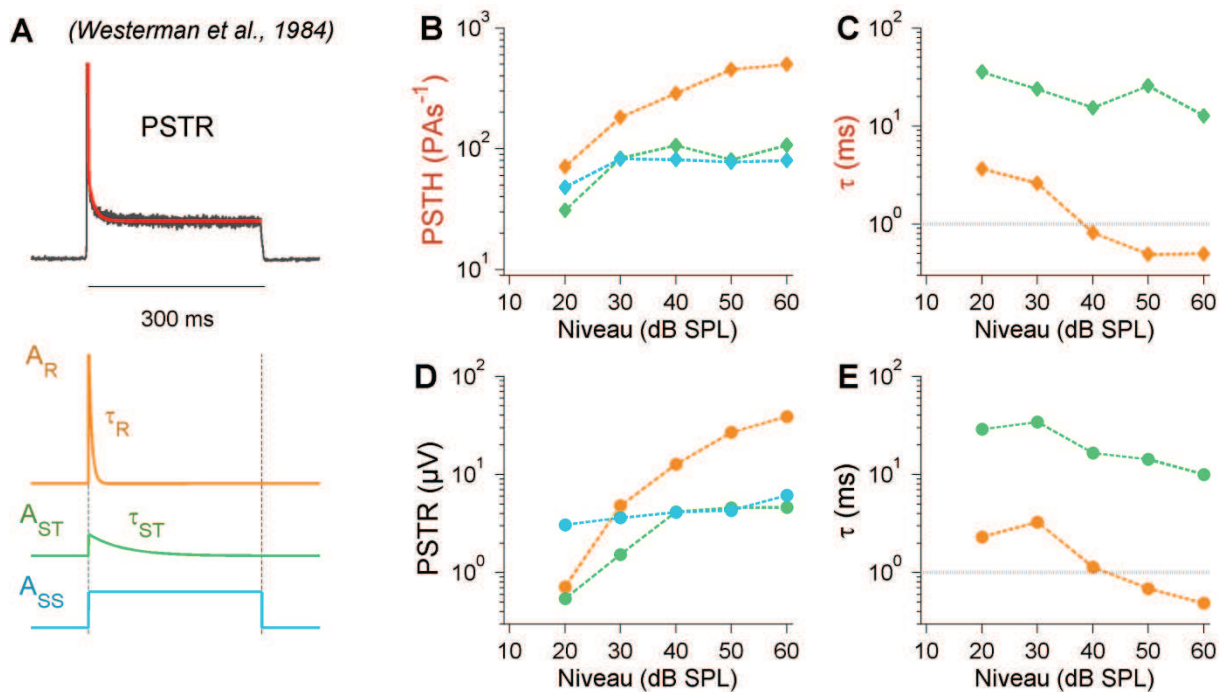 A
(Westerman et al., 1984)
PSTR
300 ms
A_R
τ_R
A_ST
τ_ST
A_SS
B
PSTH (PAs⁻¹)
10³
10²
10¹
10 20 30 40 50 60
Niveau (dB SPL)
C
τ (ms)
10²
10¹
10⁰
10 20 30 40 50 60
Niveau (dB SPL)
D
PSTR (µV)
10²
10¹
10⁰
10 20 30 40 50 60
Niveau (dB SPL)
E
τ (ms)
10²
10¹
10⁰
10 20 30 40 50 60
Niveau (dB SPL)